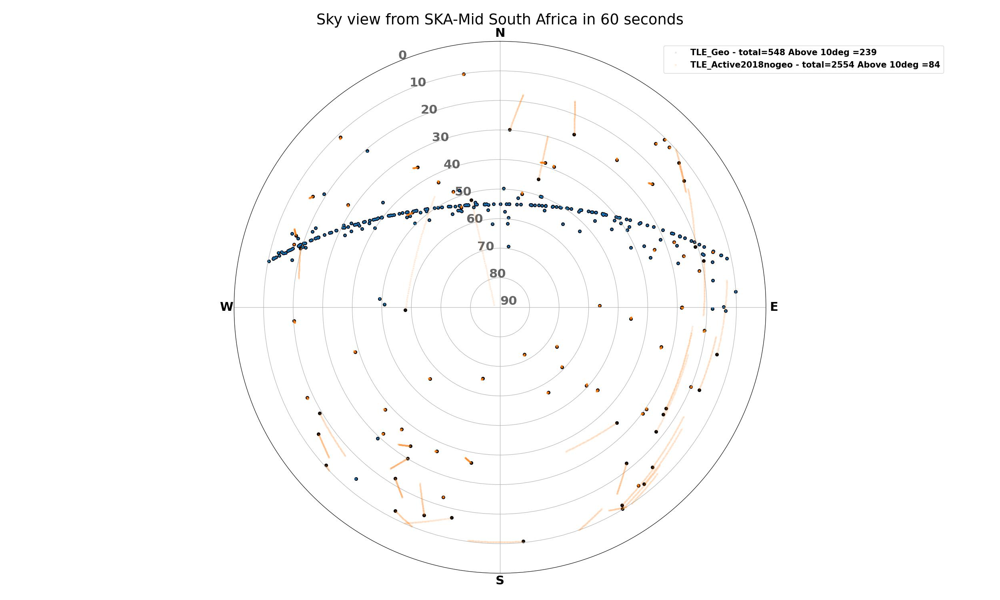 Sky view from SKA-Mid South Africa in 60 seconds
N
TLE_Geo - total=548 Above 10deg =239
TLE_Active2018nogeo - total=2554 Above 10deg =84
0
10
20
30
40
50
60
70
80
90
W
E
S